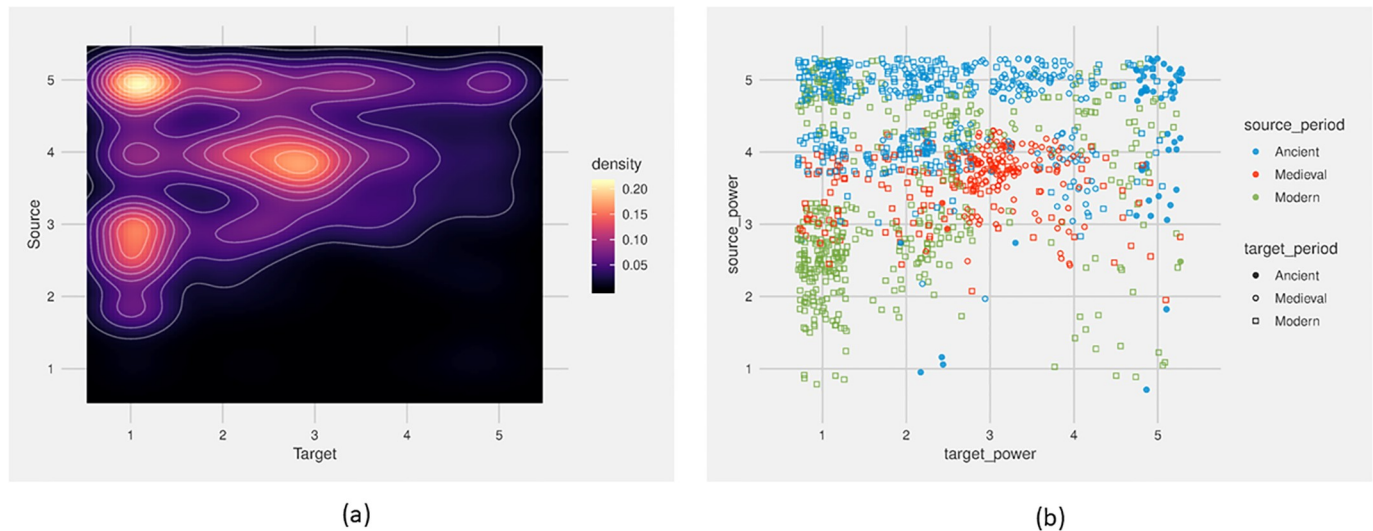 5
4
3
2
1
Source
1 2 3 4 5
Target
density
0.20
0.15
0.10
0.05
(a)
5
4
3
2
1
source_power
1 2 3 4 5
target_power
source_period
Ancient
Medieval
Modern
target_period
Ancient
Medieval
Modern
(b)